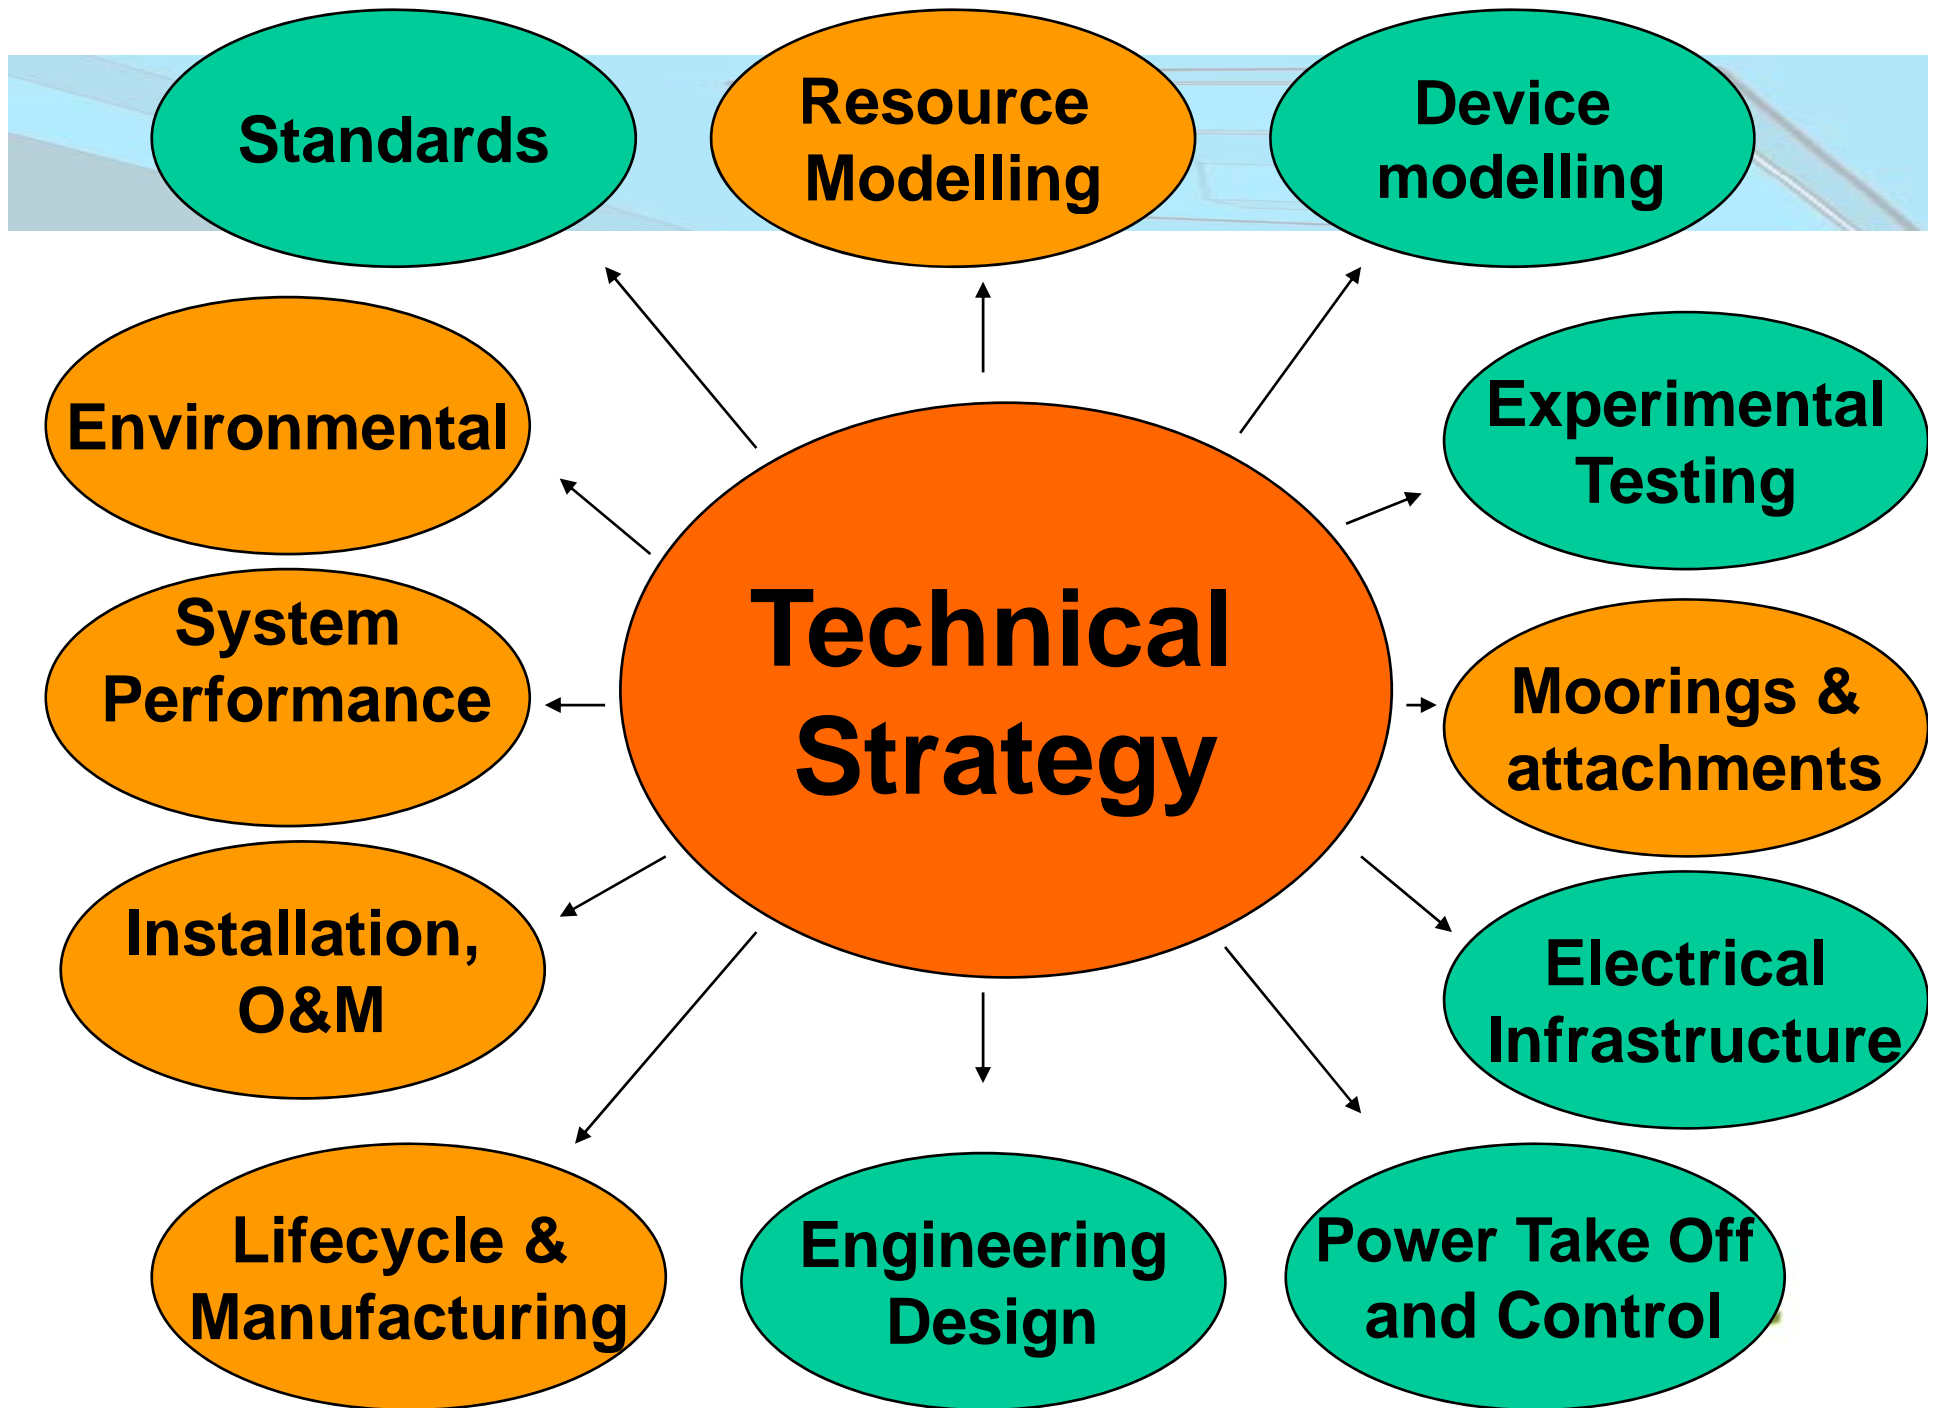 Standards
Resource
Modelling
Device
modelling
Environmental
Experimental
Testing
System
Performance
Technical
Strategy
Moorings &
attachments
Installation,
O&M
Electrical
Infrastructure
Lifecycle &
Manufacturing
Engineering
Design
Power Take Off
and Control